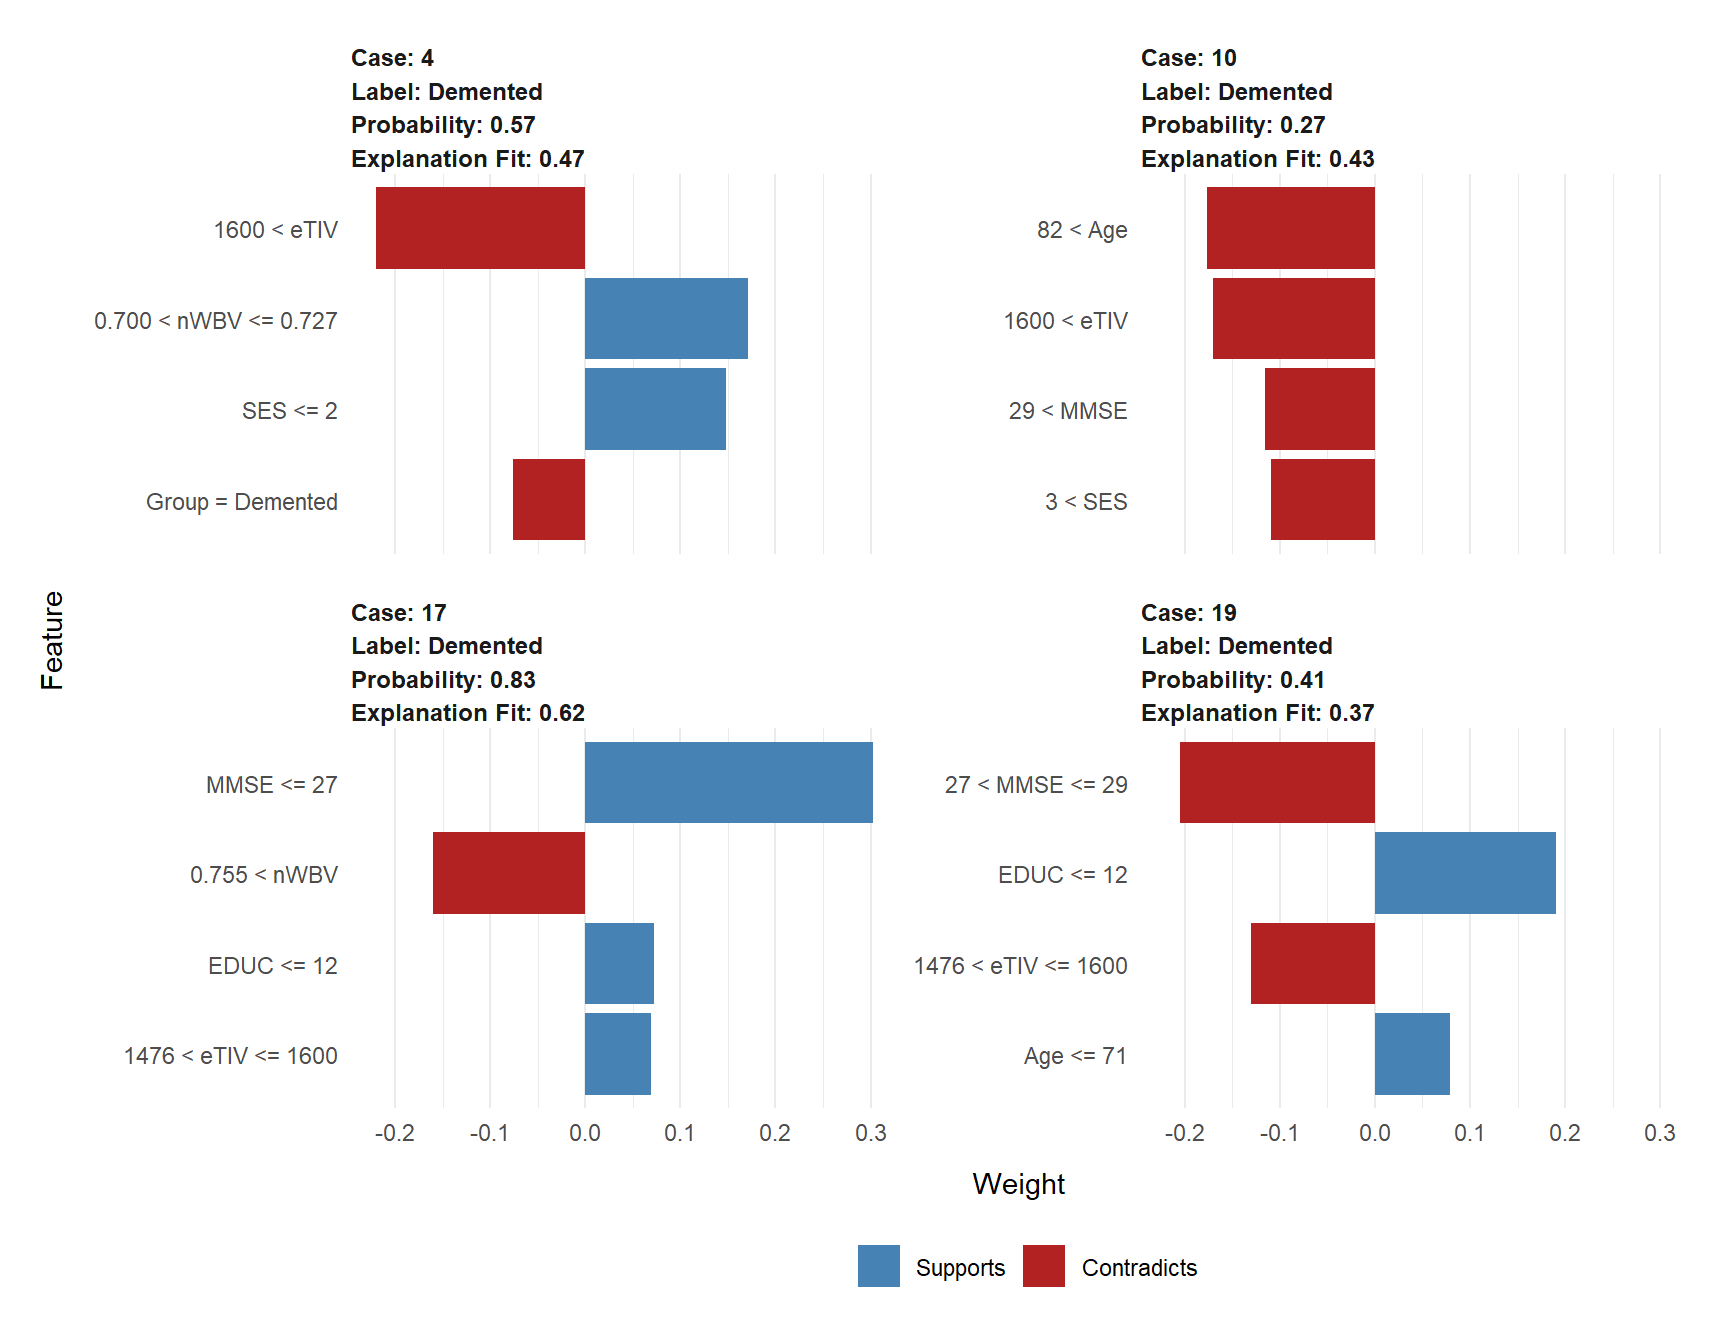 Case: 4
Label: Demented
Probability: 0.57
Explanation Fit: 0.47
1600 < eTIV
0.700 < nWBV <= 0.727
SES <= 2
Group = Demented
Case: 10
Label: Demented
Probability: 0.27
Explanation Fit: 0.43
82 < Age
1600 < eTIV
29 < MMSE
3 < SES
Feature
Case: 17
Label: Demented
Probability: 0.83
Explanation Fit: 0.62
MMSE <= 27
0.755 < nWBV
EDUC <= 12
1476 < eTIV <= 1600
-0.2 -0.1 0.0 0.1 0.2 0.3
Case: 19
Label: Demented
Probability: 0.41
Explanation Fit: 0.37
27 < MMSE <= 29
EDUC <= 12
1476 < eTIV <= 1600
Age <= 71
-0.2 -0.1 0.0 0.1 0.2 0.3
Weight
Supports Contradicts